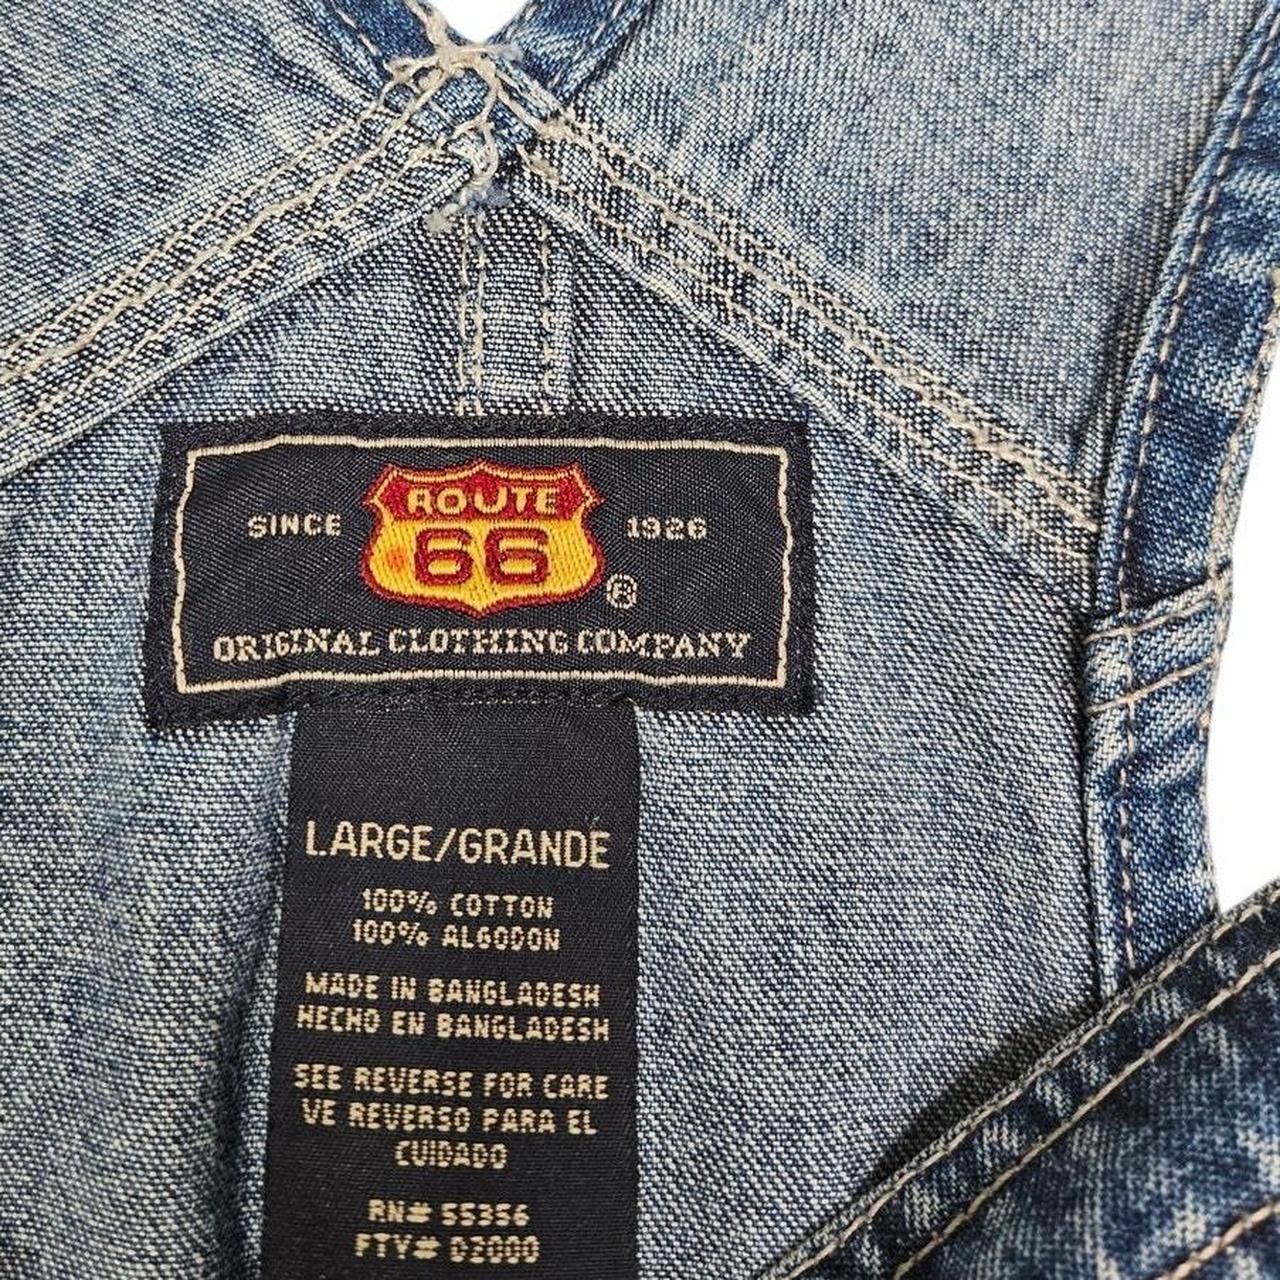 ROUTE
SINCE 66 1926
®
ORIGINAL CLOTHING COMPANY
LARGE/GRANDE
100% COTTON
100% ALGODON
MADE IN BANGLADESH
HECHO EN BANGLADESH
SEE REVERSE FOR CARE
VE REVERSO PARA EL
CUIDADO
RN# 55356
FTY# D2000